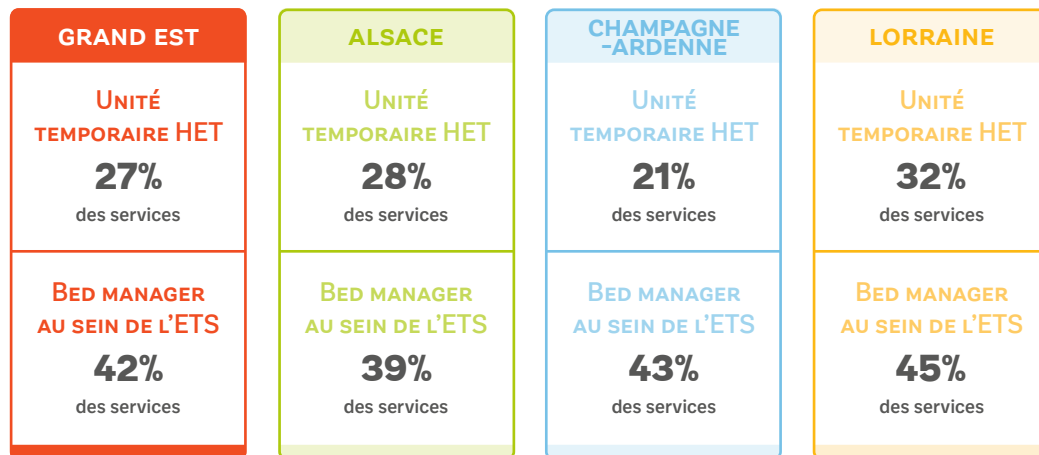 GRAND EST
Unité
temporaire HET
27%
des services
Bed manager
au sein de l’ETS
42%
des services
ALSACE
Unité
temporaire HET
28%
des services
Bed manager
au sein de l’ETS
39%
des services
CHAMPAGNE
-ARDENNE
Unité
temporaire HET
21%
des services
Bed manager
au sein de l’ETS
43%
des services
LORRAINE
Unité
temporaire HET
32%
des services
Bed manager
au sein de l’ETS
45%
des services